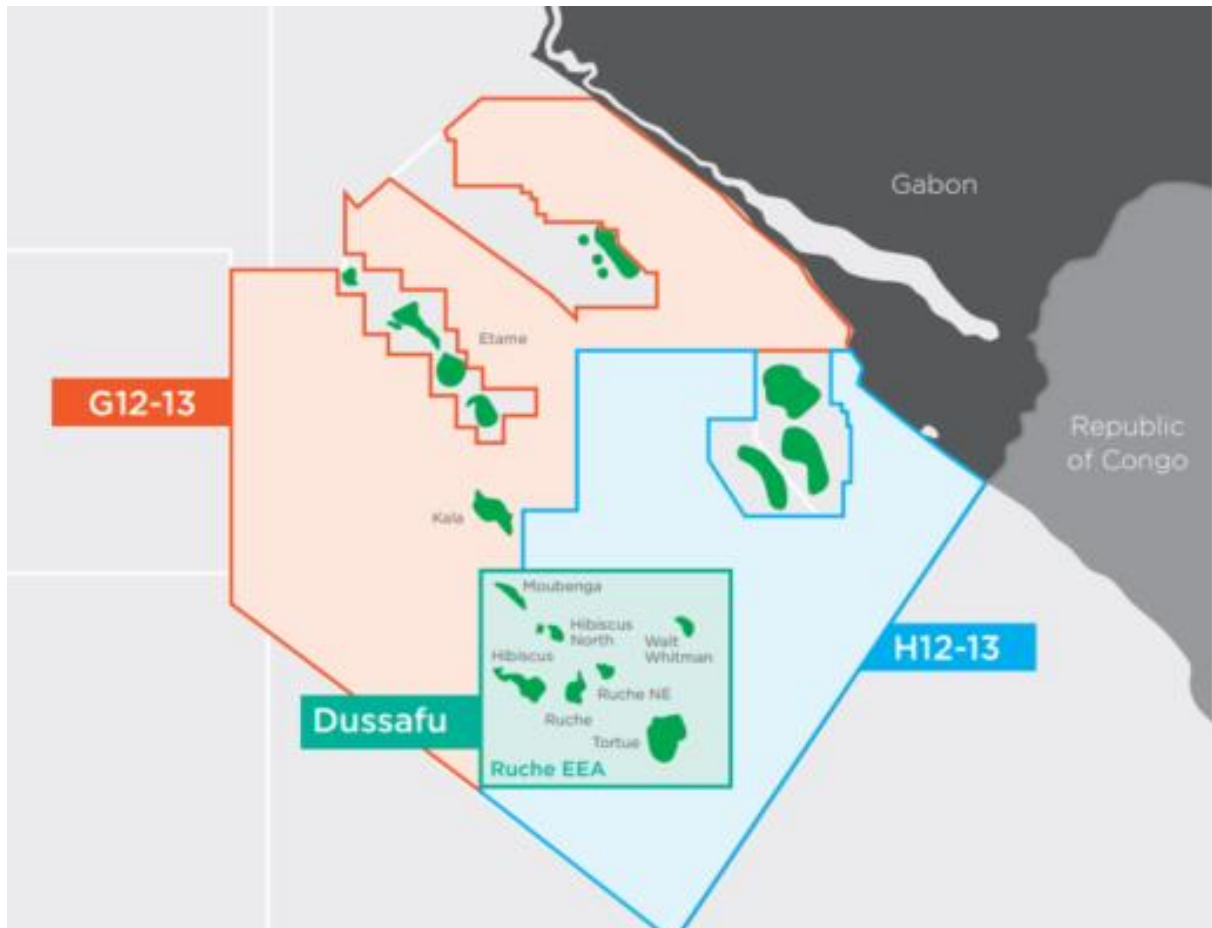 Gabon
Etame
G12-13
Republic
of Congo
Kala
Moubenga
Hibiscus
North
Walt
Whitman
Hibiscus
H12-13
Ruche NE
Ruche
Dussafu
Tortue
Ruche EEA